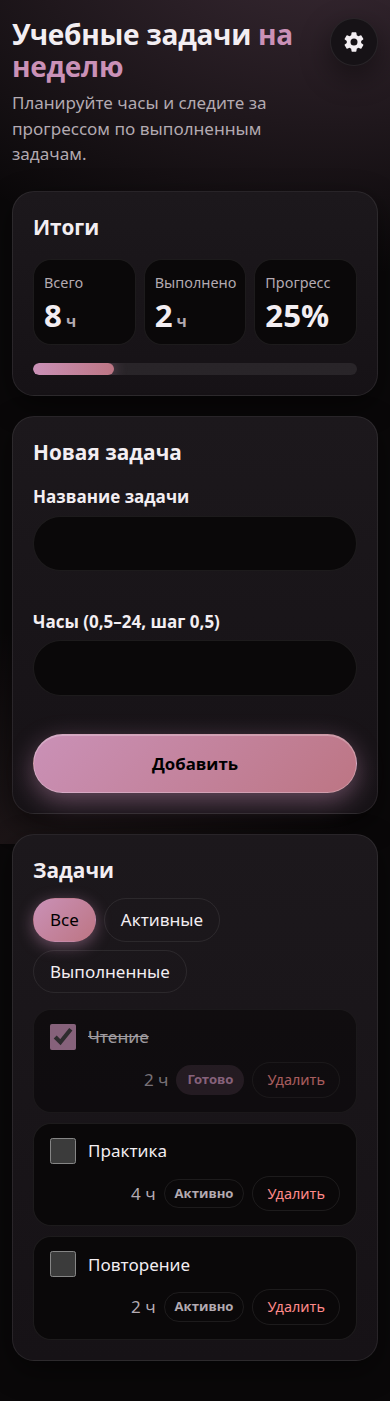 Учебные задачи на
неделю
Планируйте часы и следите за
прогрессом по выполненным
задачам.
Итоги
Всего
8 ч
Выполнено
2 ч
Прогресс
25%
Новая задача
Название задачи
Часы (0,5–24, шаг 0,5)
Добавить
Задачи
Все
Активные
Выполненные
Чтение
2 ч Готово Удалить
Практика
4 ч Активно Удалить
Повторение
2 ч Активно Удалить